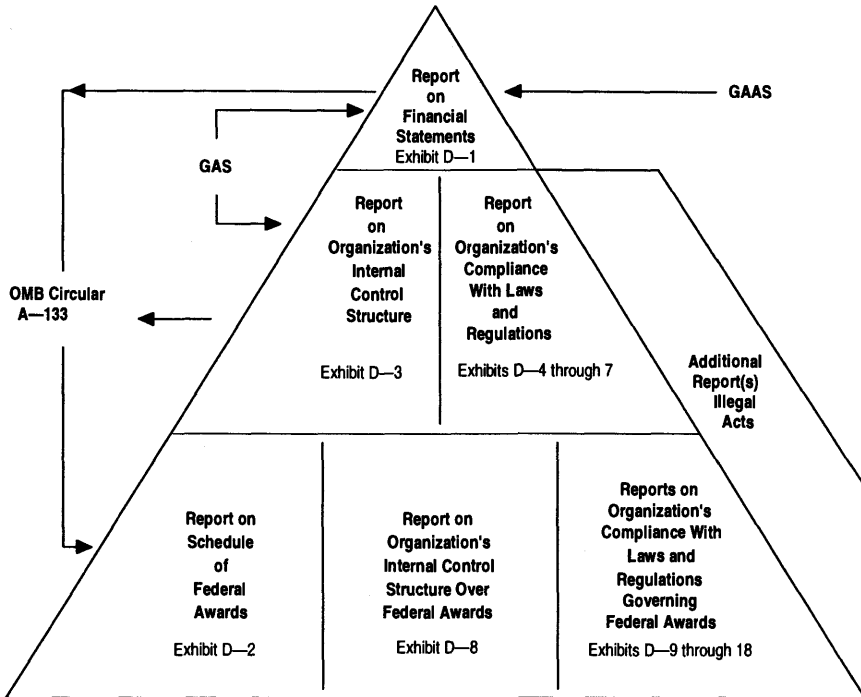 Report
on
Financial
Statements
Exhibit D—1
GAAS
GAS
Report
on
Organization's
Internal
Control
Structure
Exhibit D—3
Report
on
Organization's
Compliance
With Laws
and
Regulations
Exhibits D—4 through 7
OMB Circular
A—133
Additional
Report(s)
Illegal
Acts
Report on
Schedule
of
Federal
Awards
Exhibit D—2
Report on
Organization's
Internal Control
Structure Over
Federal Awards
Exhibit D—8
Reports on
Organization's
Compliance With
Laws and
Regulations
Governing
Federal Awards
Exhibits D—9 through 18